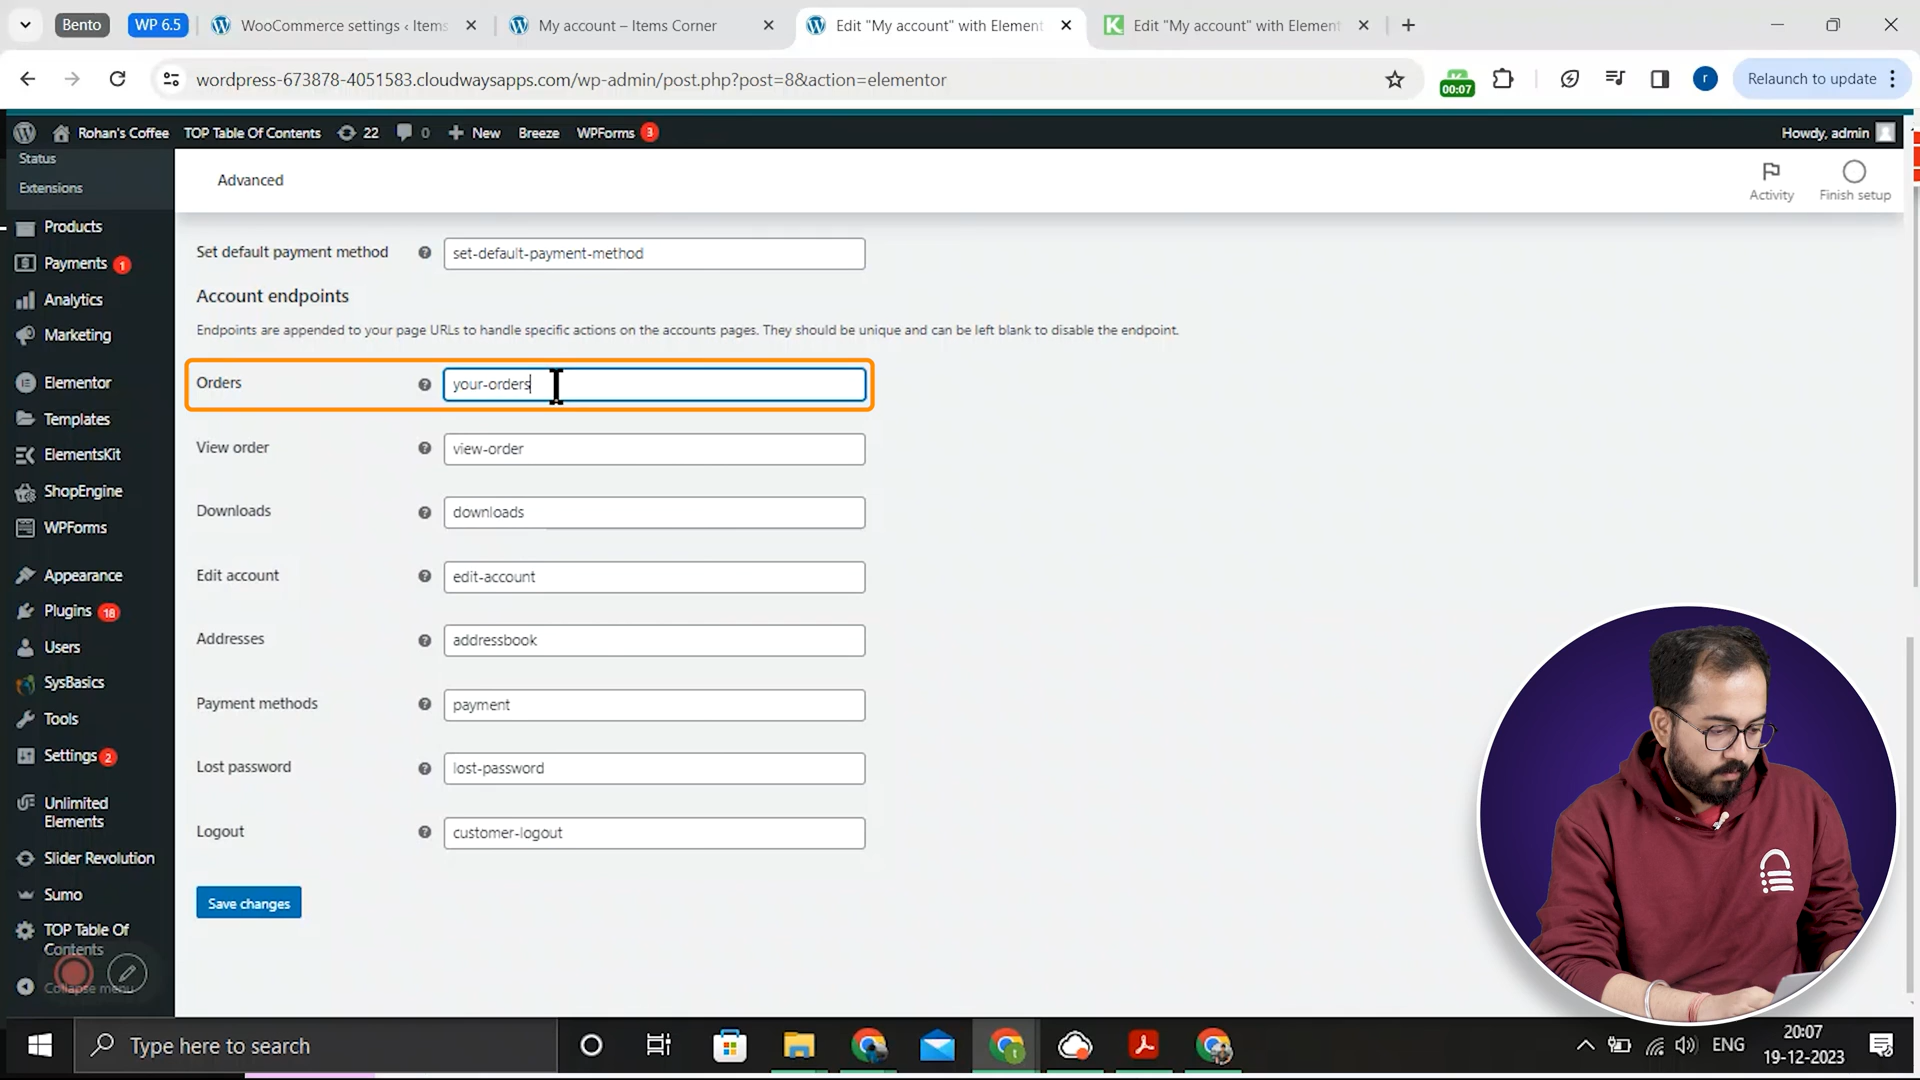 Bento
WP 6.5
WooCommerce settings ‹ Items
My account – Items Corner
Edit "My account" with Element
Edit "My account" with Element
wordpress-673878-4051583.cloudwaysapps.com/wp-admin/post.php?post=8&action=elementor
00:07
r
Relaunch to update
Rohan's Coffee
TOP Table Of Contents
22
0
New
Breeze
WPForms
3
Howdy, admin
Status
Extensions
Products
Payments 1
Analytics
Marketing
Elementor
Templates
ElementsKit
ShopEngine
WPForms
Appearance
Plugins 18
Users
SysBasics
Tools
Settings 2
Unlimited
Elements
Slider Revolution
Sumo
TOP Table Of
Contents
Collapse menu
Advanced
Activity
Finish setup
Set default payment method
set-default-payment-method
Account endpoints
Endpoints are appended to your page URLs to handle specific actions on the accounts pages. They should be unique and can be left blank to disable the endpoint.
Orders
your-orders
View order
view-order
Downloads
downloads
Edit account
edit-account
Addresses
addressbook
Payment methods
payment
Lost password
lost-password
Logout
customer-logout
Save changes
Type here to search
t
ENG
20:07
19-12-2023